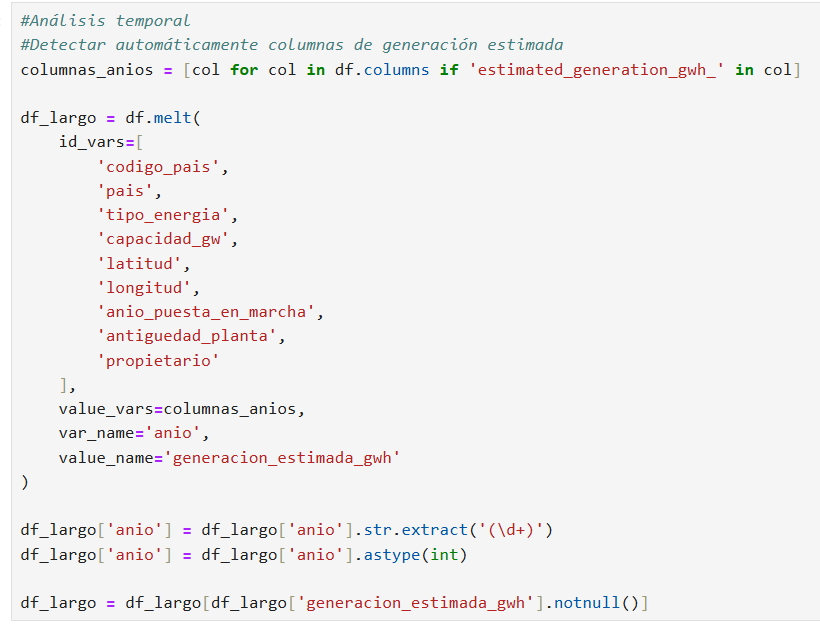 #Análisis temporal
#Detectar automáticamente columnas de generación estimada
columnas_anios = [col for col in df.columns if 'estimated_generation_gwh_' in col]
df_largo = df.melt(
    id_vars=[
        'codigo_pais',
        'pais',
        'tipo_energia',
        'capacidad_gw',
        'latitud',
        'longitud',
        'anio_puesta_en_marcha',
        'antiguedad_planta',
        'propietario'
    ],
    value_vars=columnas_anios,
    var_name='anio',
    value_name='generacion_estimada_gwh'
)
df_largo['anio'] = df_largo['anio'].str.extract('(\d+)')
df_largo['anio'] = df_largo['anio'].astype(int)
df_largo = df_largo[df_largo['generacion_estimada_gwh'].notnull()]